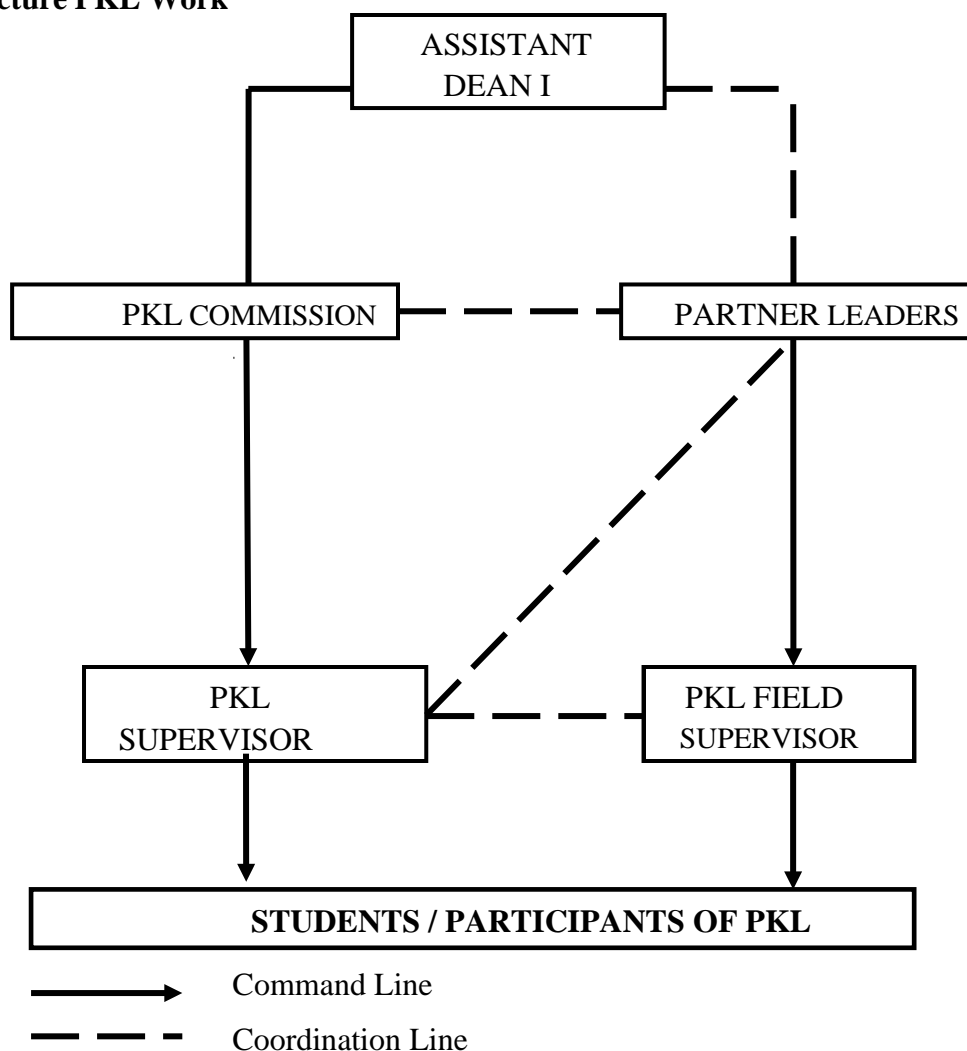 PKL Work
ASSISTANT
DEAN I
PKL COMMISSION
PARTNER LEADERS
PKL
SUPERVISOR
PKL FIELD
SUPERVISOR
STUDENTS / PARTICIPANTS OF PKL
Command Line
Coordination Line